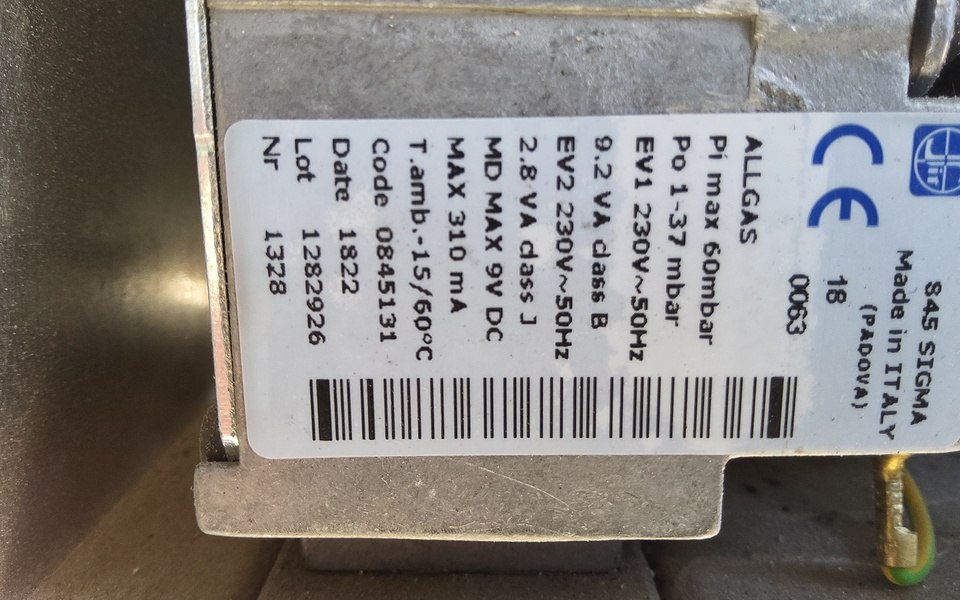 sit
845 SIGMA
Made in ITALY
(PADOVA)
CE
18
0063
ALLGAS
Pi max 60mbar
Po 1-37 mbar
EV1 230V~50Hz
9.2 VA class B
EV2 230V~50Hz
2.8 VA class J
MD MAX 9V DC
MAX 310 mA
T.amb.-15/60°C
Code 0845131
Date 1822
Lot 1282926
Nr 1328